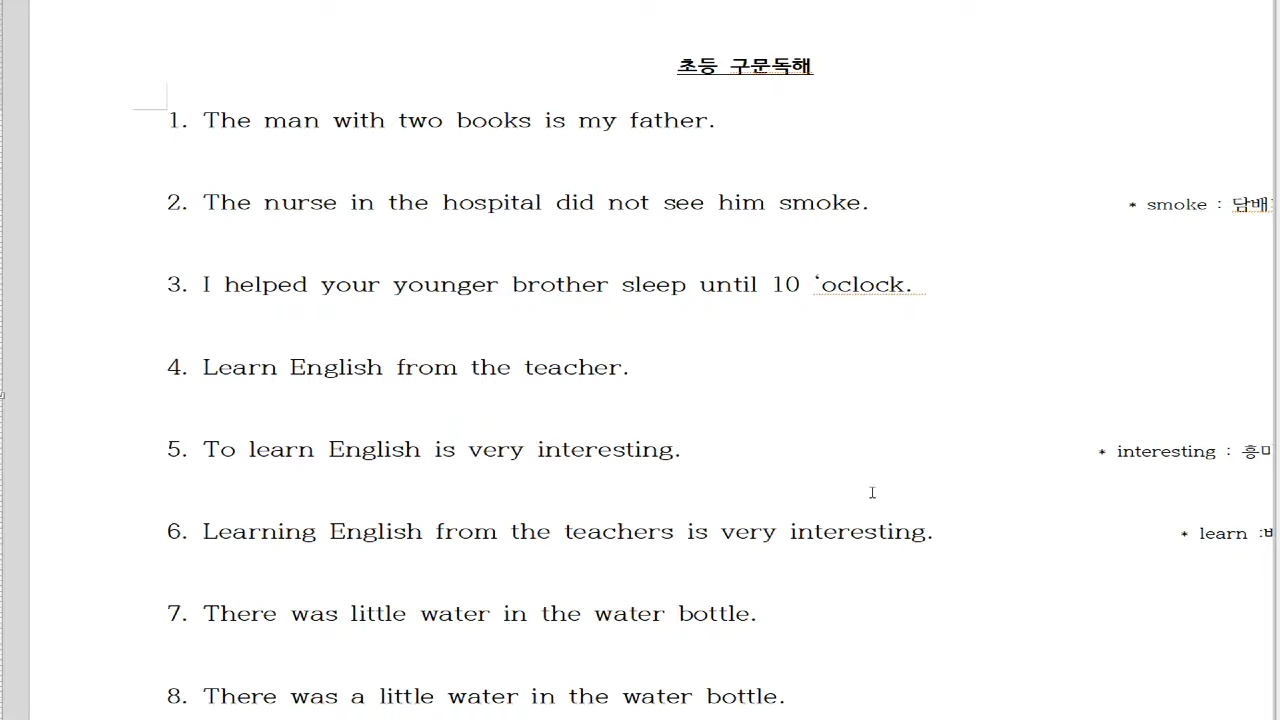 초등 구문독해
1. The man with two books is my father.
2. The nurse in the hospital did not see him smoke. * smoke : 담배
3. I helped your younger brother sleep until 10 ‘oclock.
4. Learn English from the teacher.
5. To learn English is very interesting. * interesting :
6. Learning English from the teachers is very interesting. * learn :
7. There was little water in the water bottle.
8. There was a little water in the water bottle.